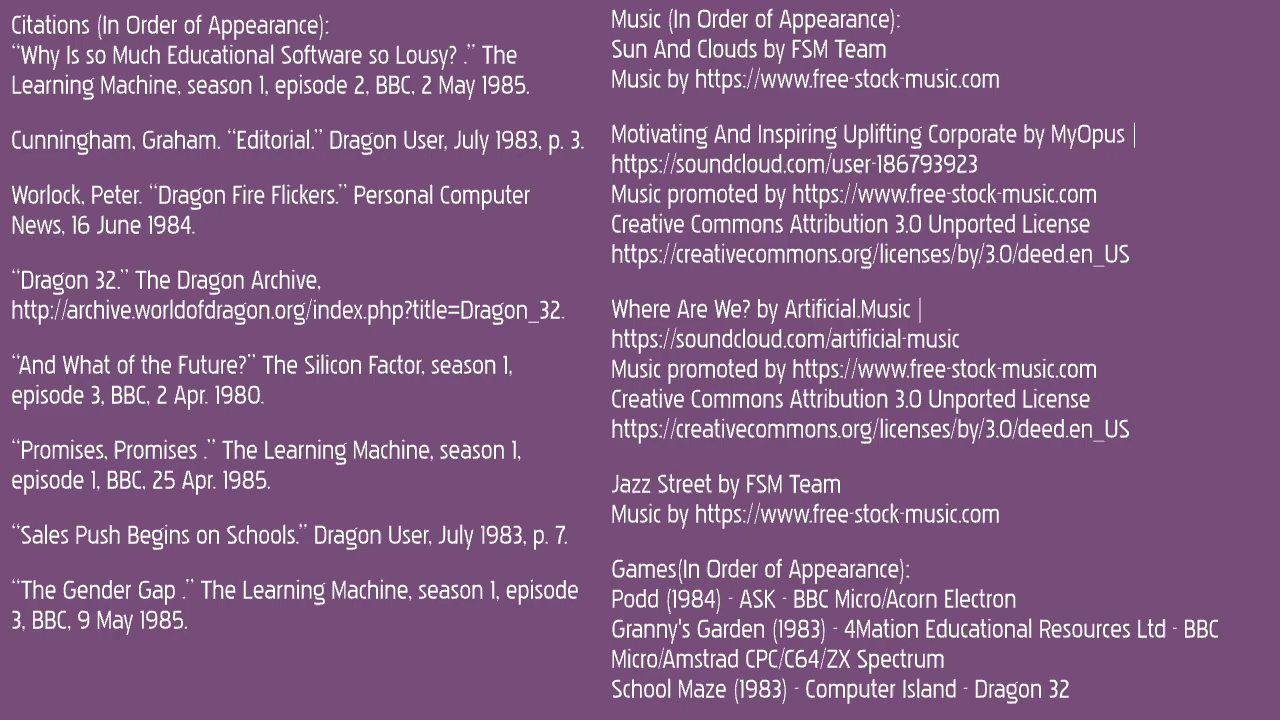 Citations (In Order of Appearance):
“Why Is so Much Educational Software so Lousy? .” The
Learning Machine, season 1, episode 2, BBC, 2 May 1985.
Cunningham, Graham. “Editorial.” Dragon User, July 1983, p. 3.
Worlock, Peter. “Dragon Fire Flickers.” Personal Computer
News, 16 June 1984.
“Dragon 32.” The Dragon Archive,
http://archive.worldofdragon.org/index.php?title=Dragon_32.
“And What of the Future?” The Silicon Factor, season 1,
episode 3, BBC, 2 Apr. 1980.
“Promises, Promises .” The Learning Machine, season 1,
episode 1, BBC, 25 Apr. 1985.
“Sales Push Begins on Schools.” Dragon User, July 1983, p. 7.
“The Gender Gap .” The Learning Machine, season 1, episode
3, BBC, 9 May 1985.
Music (In Order of Appearance):
Sun And Clouds by FSM Team
Music by https://www.free-stock-music.com
Motivating And Inspiring Uplifting Corporate by MyOpus |
https://soundcloud.com/user-186793923
Music promoted by https://www.free-stock-music.com
Creative Commons Attribution 3.0 Unported License
https://creativecommons.org/licenses/by/3.0/deed.en_US
Where Are We? by Artificial.Music |
https://soundcloud.com/artificial-music
Music promoted by https://www.free-stock-music.com
Creative Commons Attribution 3.0 Unported License
https://creativecommons.org/licenses/by/3.0/deed.en_US
Jazz Street by FSM Team
Music by https://www.free-stock-music.com
Games(In Order of Appearance):
Podd (1984) - ASK - BBC Micro/Acorn Electron
Granny's Garden (1983) - 4Mation Educational Resources Ltd - BBC
Micro/Amstrad CPC/C64/ZX Spectrum
School Maze (1983) - Computer Island - Dragon 32